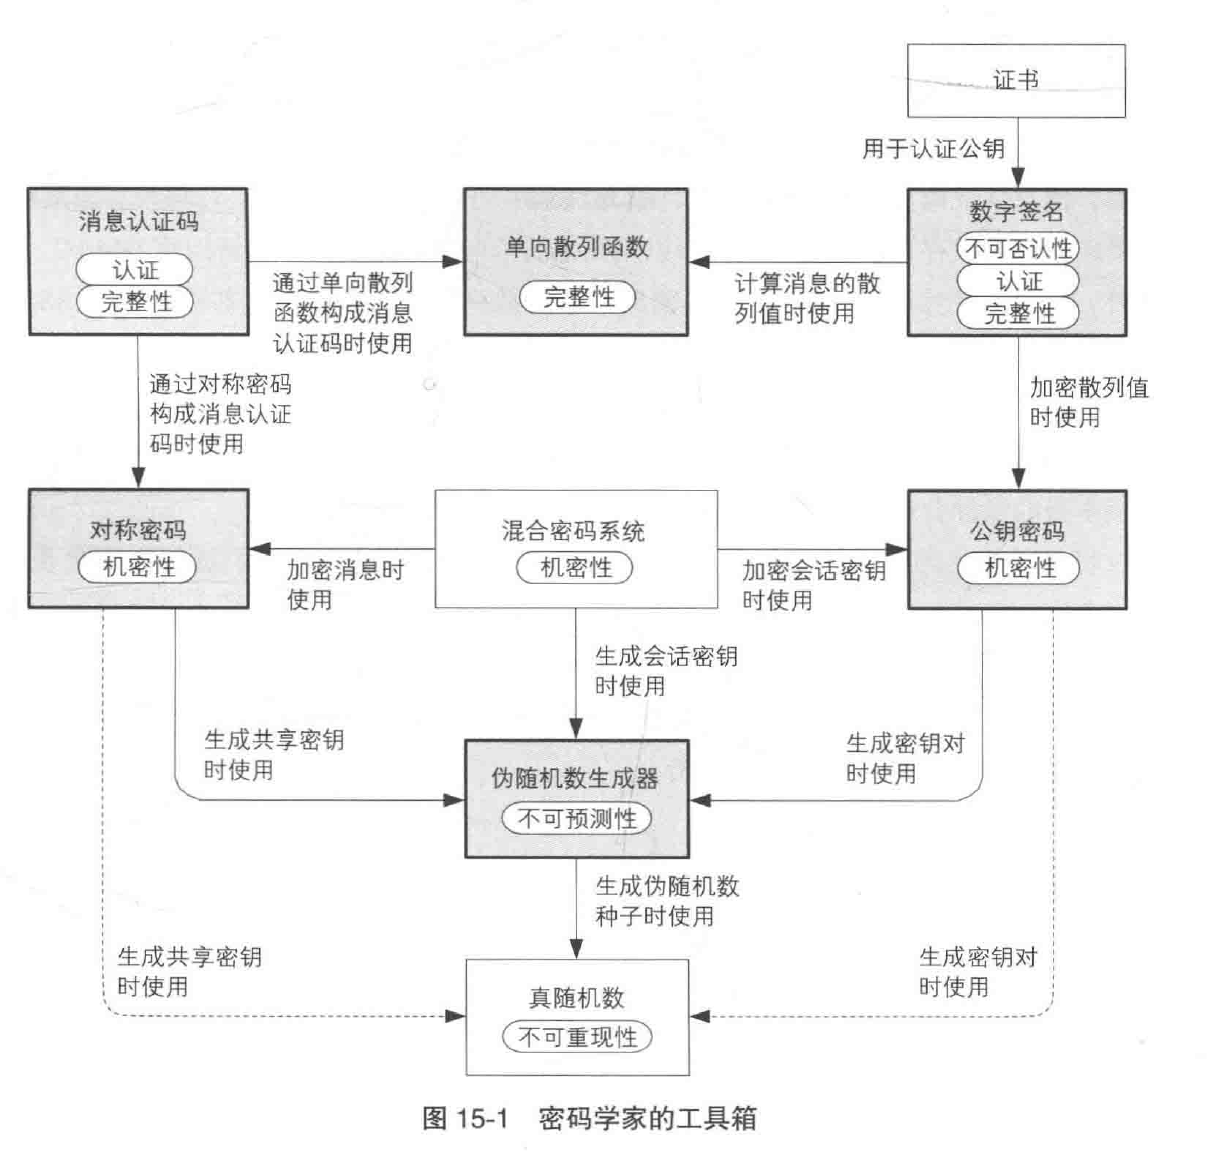 证书
用于认证公钥
消息认证码
认证
完整性
通过单向散列
函数构成消息
认证码时使用
单向散列函数
完整性
计算消息的散
列值时使用
数字签名
不可否认性
认证
完整性
通过对称密码
构成消息认证
码时使用
加密散列值
时使用
对称密码
机密性
加密消息时
使用
混合密码系统
机密性
加密会话密钥
时使用
公钥密码
机密性
生成会话密钥
时使用
生成共享密钥
时使用
生成密钥对
时使用
伪随机数生成器
不可预测性
生成伪随机数
种子时使用
生成共享密钥
时使用
生成密钥对
时使用
真随机数
不可重现性
图 15-1 密码学家的工具箱